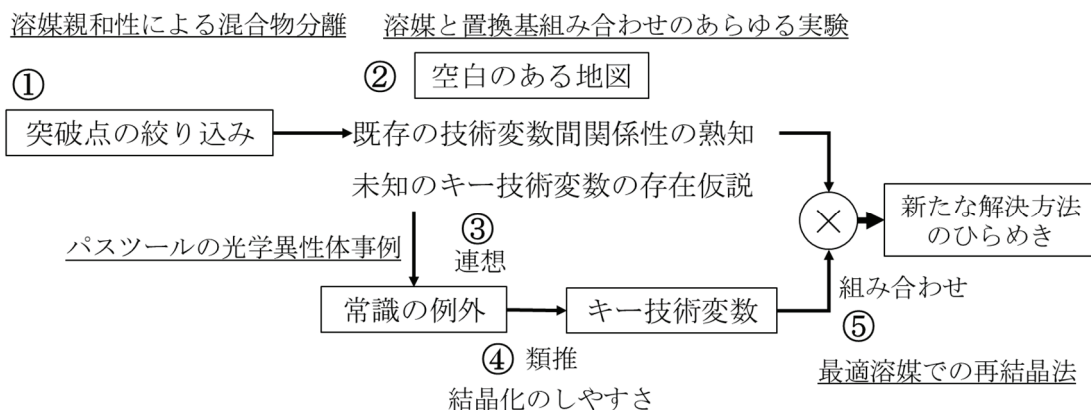 溶媒親和性による混合物分離
溶媒と置換基組み合わせのあらゆる実験
①
②
空白のある地図
突破点の絞り込み
既存の技術変数間関係性の熟知
未知のキー技術変数の存在仮説
×
新たな解決方法
のひらめき
③
連想
パスツールの光学異性体事例
常識の例外
キー技術変数
組み合わせ
⑤
④ 類推
結晶化のしやすさ
最適溶媒での再結晶法